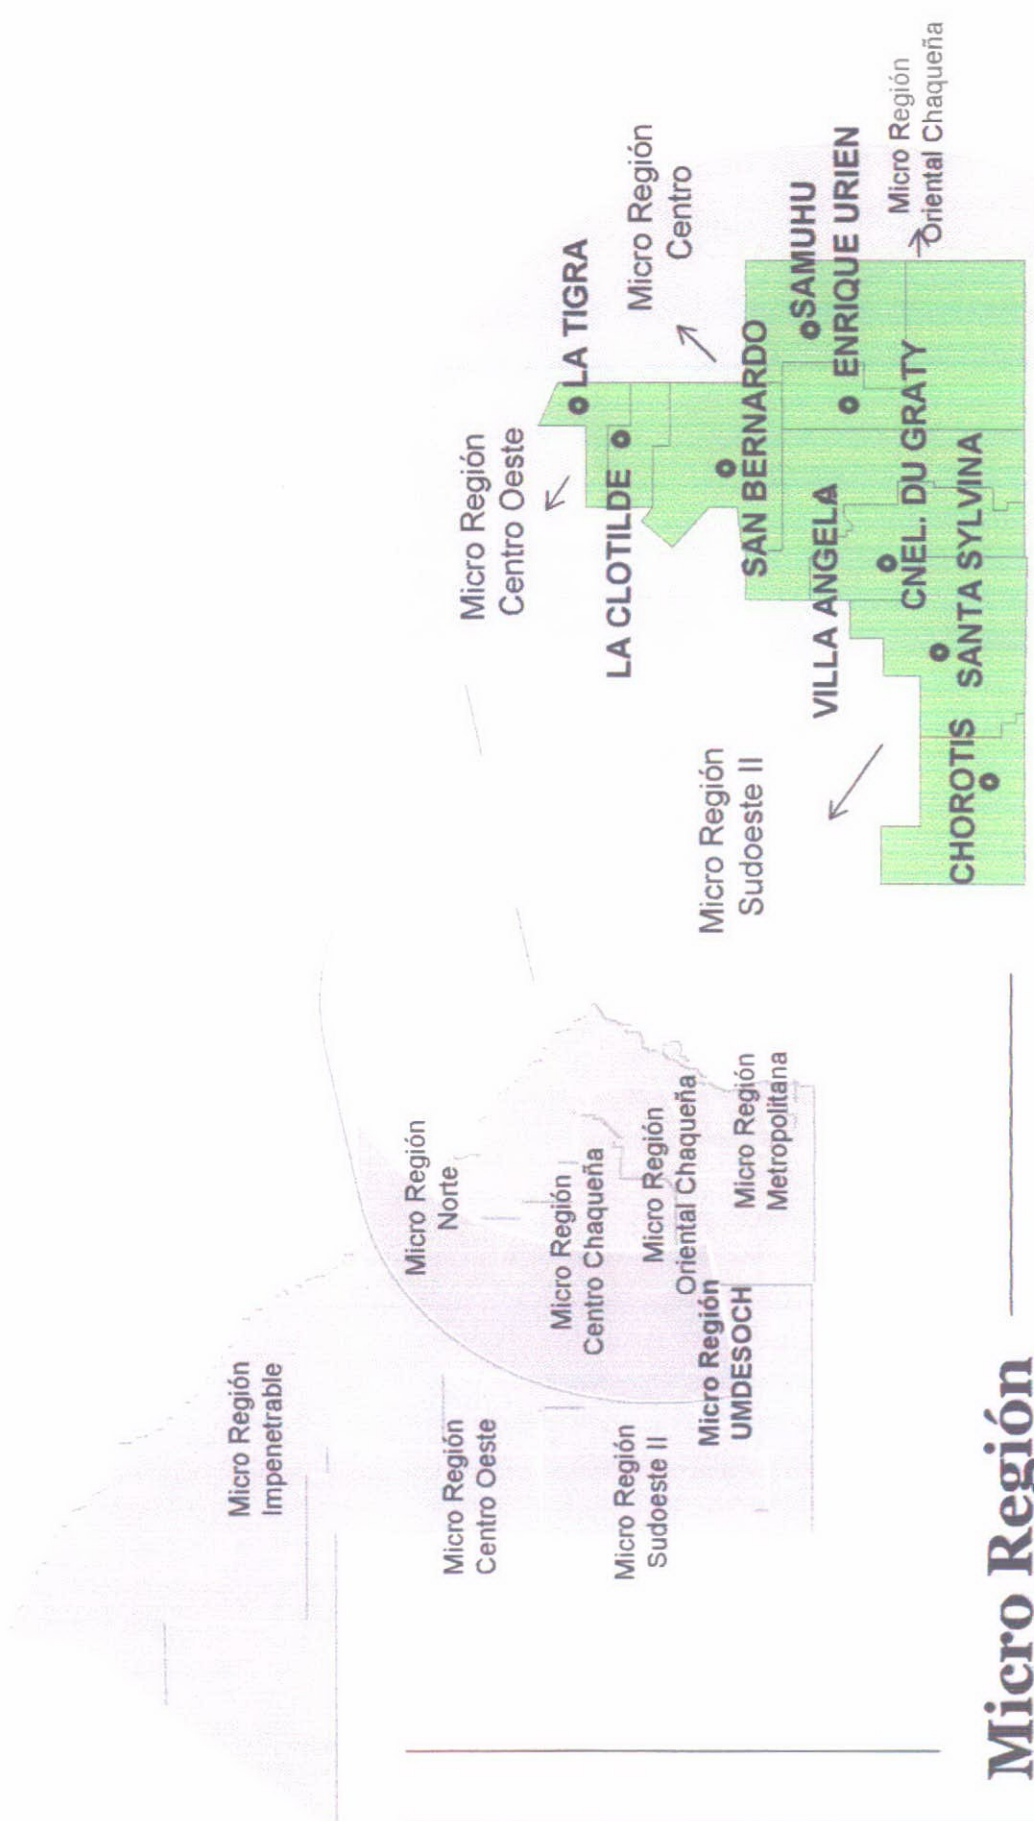 Micro Región
Impenetrable
Micro Región
Norte
Micro Región
Centro Oeste
Micro Región
Centro Chaqueña
Micro Región
Sudoeste II
Micro Región
Oriental Chaqueña
Micro Región
UMDESOCH
Micro Región
Metropolitana
Micro Región
Centro Oeste
LA TIGRA
LA CLOTILDE
Micro Región
Centro
SAN BERNARDO
Micro Región
Sudoeste II
SAMUHU
VILLA ANGELA
ENRIQUE URIEN
CNEL. DU GRATY
Micro Región
Oriental Chaqueña
SANTA SYLVINA
CHOROTIS
Micro Región